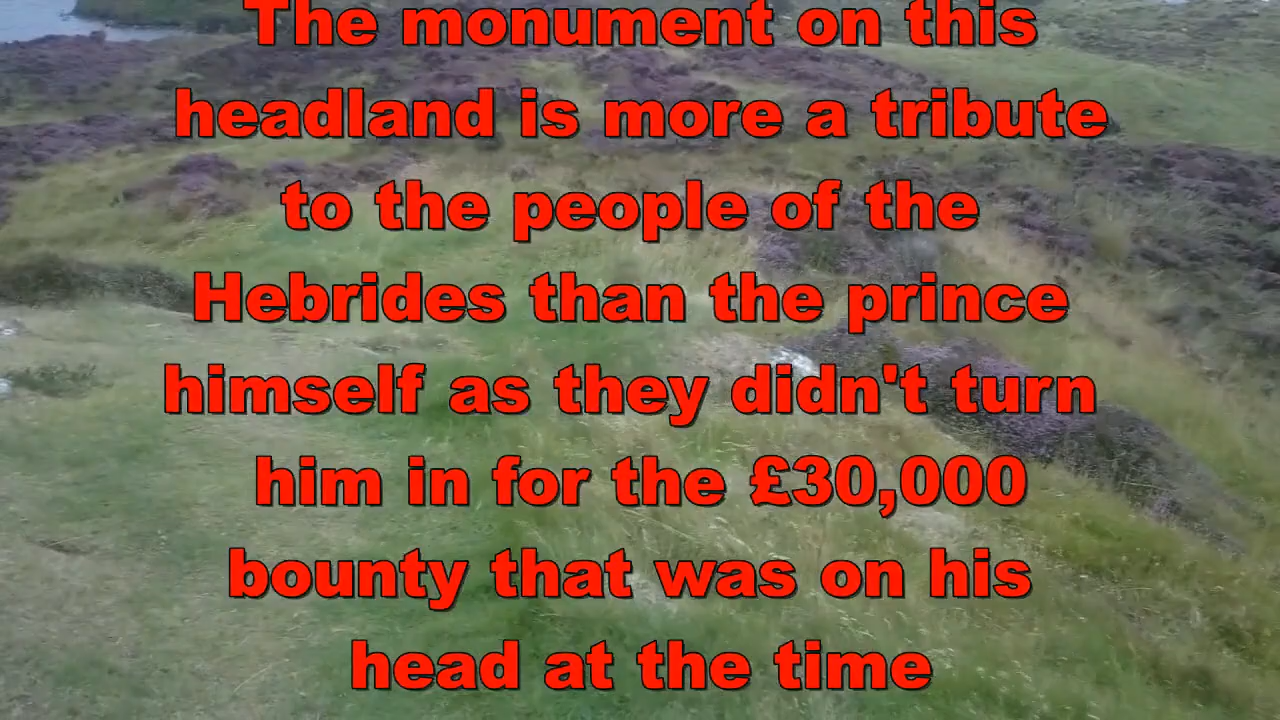 The monument on this
headland is more a tribute
to the people of the
Hebrides than the prince
himself as they didn't turn
him in for the £30,000
bounty that was on his
head at the time